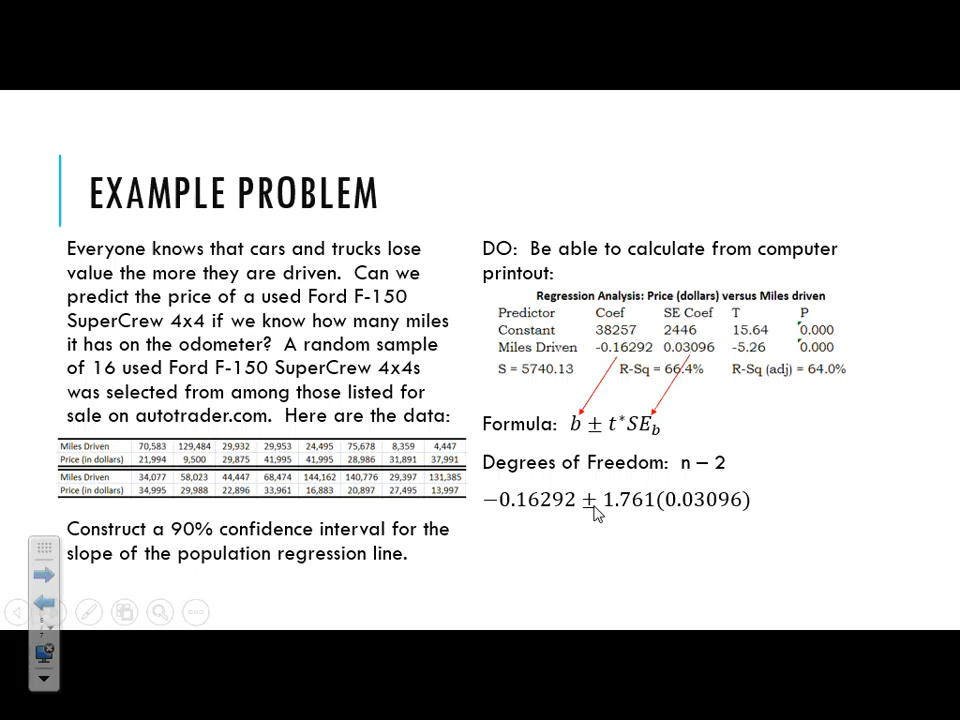 EXAMPLE PROBLEM
Everyone knows that cars and trucks lose
value the more they are driven. Can we
predict the price of a used Ford F-150
SuperCrew 4x4 if we know how many miles
it has on the odometer? A random sample
of 16 used Ford F-150 SuperCrew 4x4s
was selected from among those listed for
sale on autotrader.com. Here are the data:
Miles Driven 70,583 129,484 29,932 29,953 24,495 75,678 8,359 4,447
Price (in dollars) 21,994 9,500 29,875 41,995 41,995 28,986 31,891 37,991
Miles Driven 34,077 58,023 44,447 68,474 144,162 140,776 29,397 131,385
Price (in dollars) 34,995 29,988 22,896 33,961 16,883 20,897 27,495 13,997
Construct a 90% confidence interval for the
slope of the population regression line.
DO: Be able to calculate from computer
printout:
Regression Analysis: Price (dollars) versus Miles driven
Predictor Coef SE Coef T P
Constant 38257 2446 15.64 0.000
Miles Driven -0.16292 0.03096 -5.26 0.000
S = 5740.13 R-Sq = 66.4% R-Sq (adj) = 64.0%
Formula: b ± t*SE_b
Degrees of Freedom: n – 2
−0.16292 ± 1.761(0.03096)